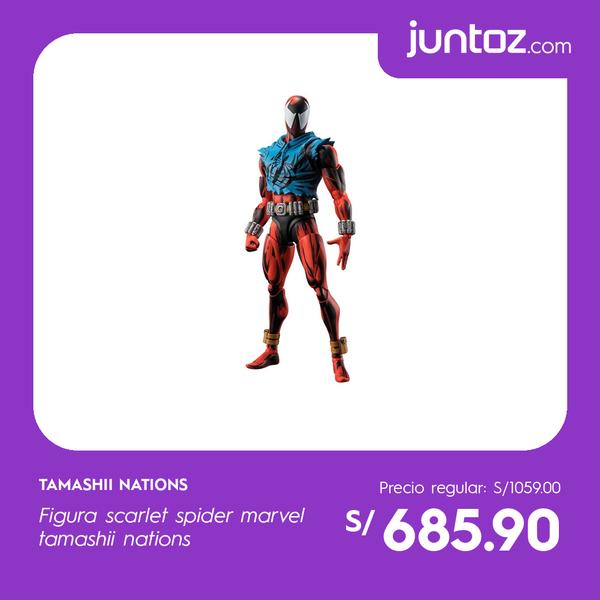 juntoz.com
TAMASHII NATIONS
Figura scarlet spider marvel
tamashii nations
Precio regular: S/1059.00
S/ 685.90